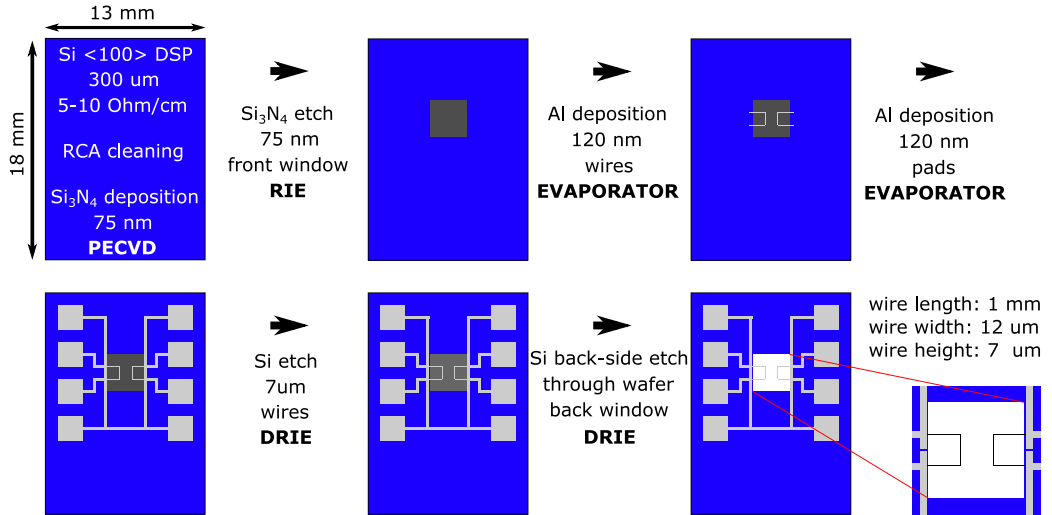 13 mm
18 mm
Si <100> DSP
300 um
5-10 Ohm/cm
RCA cleaning
Si₃N₄ deposition
75 nm
PECVD
Si₃N₄ etch
75 nm
front window
RIE
Al deposition
120 nm
wires
EVAPORATOR
Al deposition
120 nm
pads
EVAPORATOR
Si etch
7um
wires
DRIE
Si back-side etch
through wafer
back window
DRIE
wire length: 1 mm
wire width: 12 um
wire height: 7 um